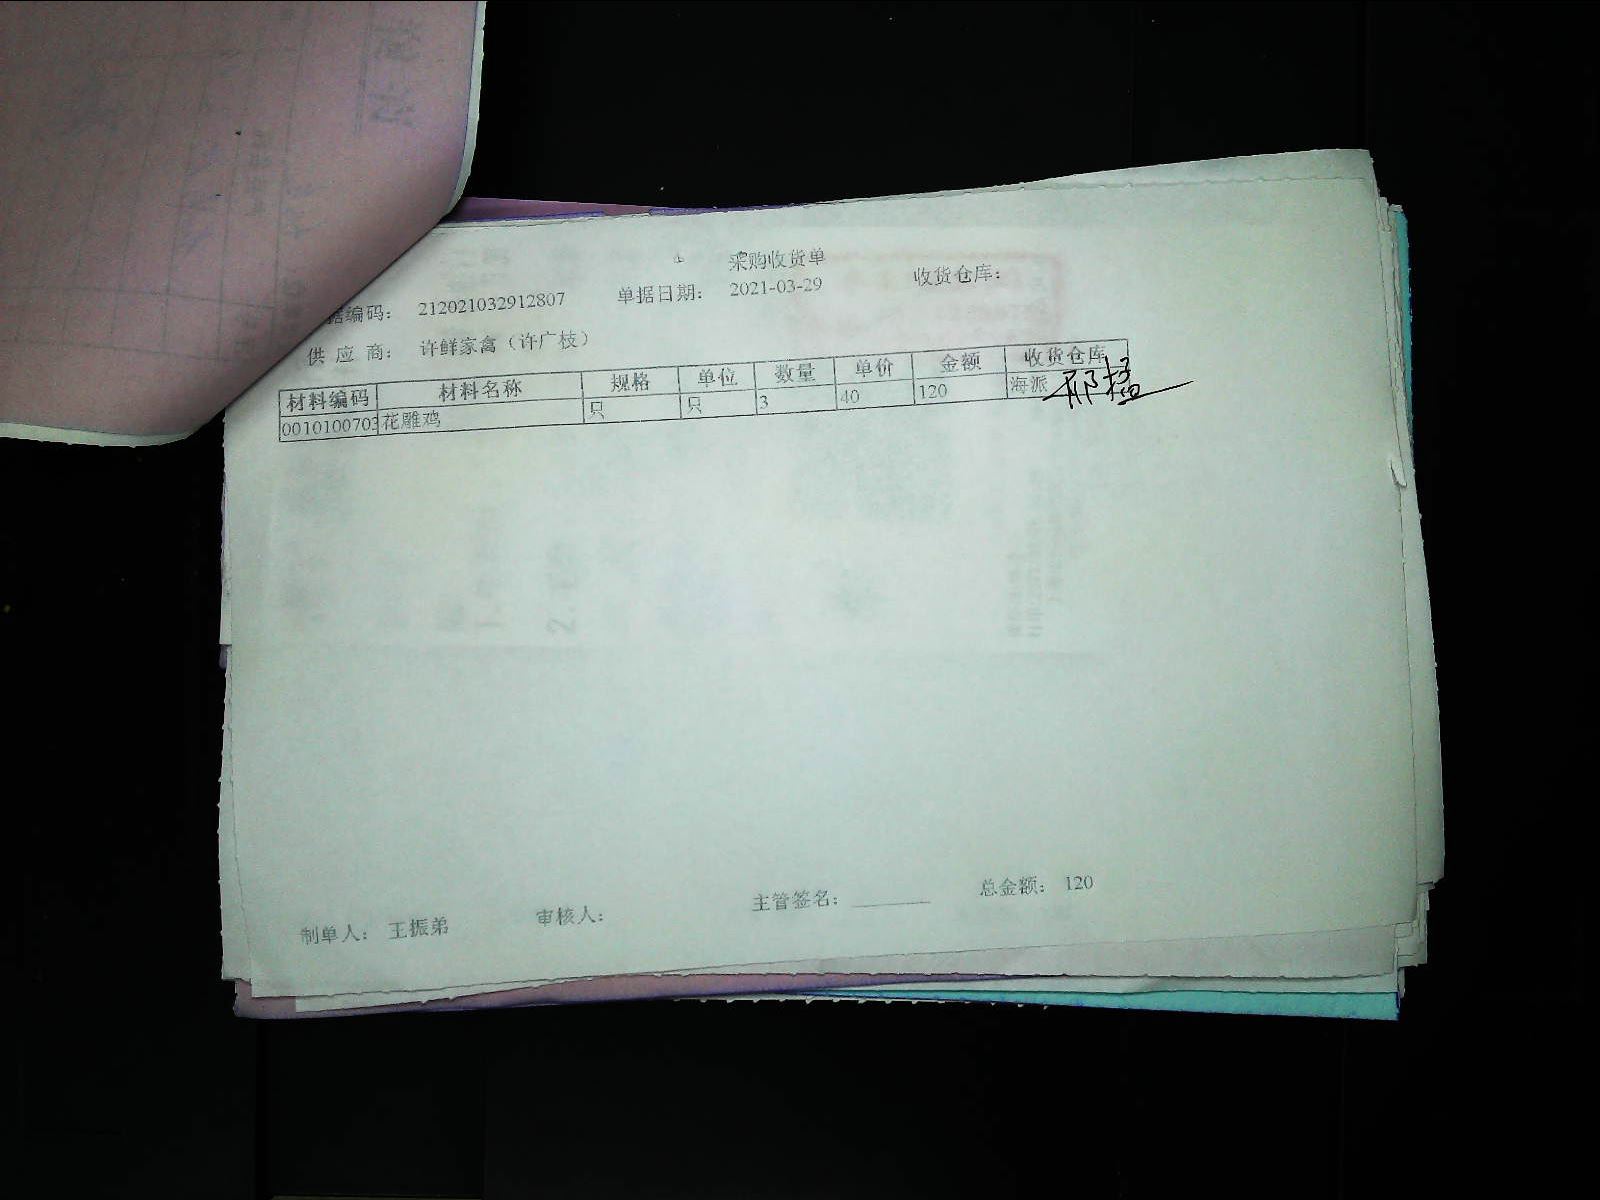 采购收货单
据编码： 212021032912807 单据日期： 2021-03-29 收货仓库：
供 应 商： 许鲜家禽（许广枝）
材料编码 材料名称 规格 单位 数量 单价 金额 收货仓库
0010100703 花雕鸡 只 只 3 40 120 海派
制单人： 王振弟 审核人： 主管签名： 总金额： 120